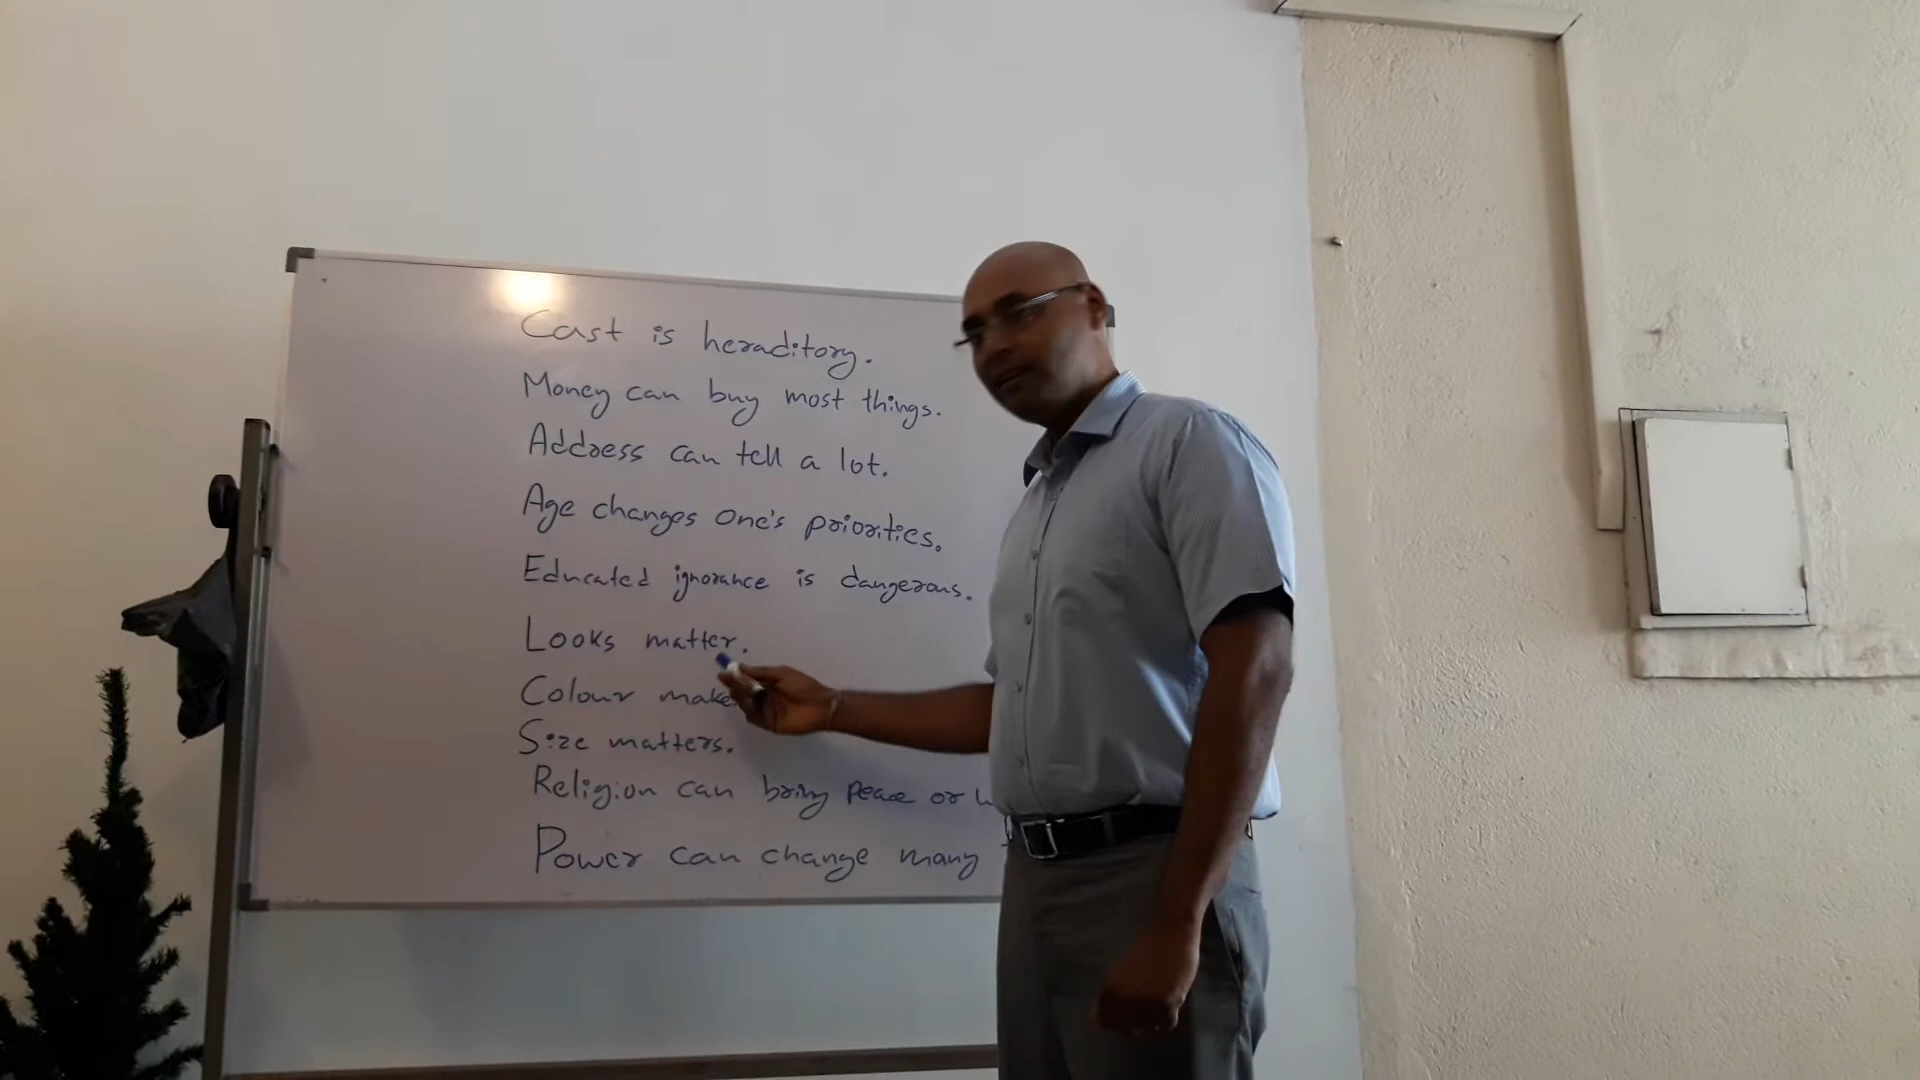 Cast is heraditory.
Money can buy most things.
Address can tell a lot.
Age changes one's priorities.
Educated ignorance is dangerous.
Looks matter.
Colour make
Size matters.
Religion can bring peace or
Power can change many